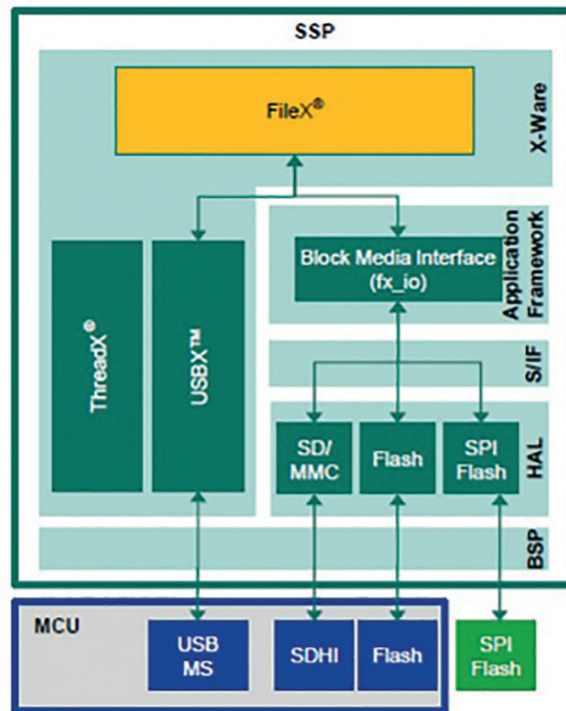 SSP
FileX®
X-Ware
ThreadX®
USBX™
Block Media Interface
(fx_io)
Application
Framework
S/IF
SD/
MMC
Flash
SPI
Flash
HAL
BSP
MCU
USB
MS
SDHI
Flash
SPI
Flash